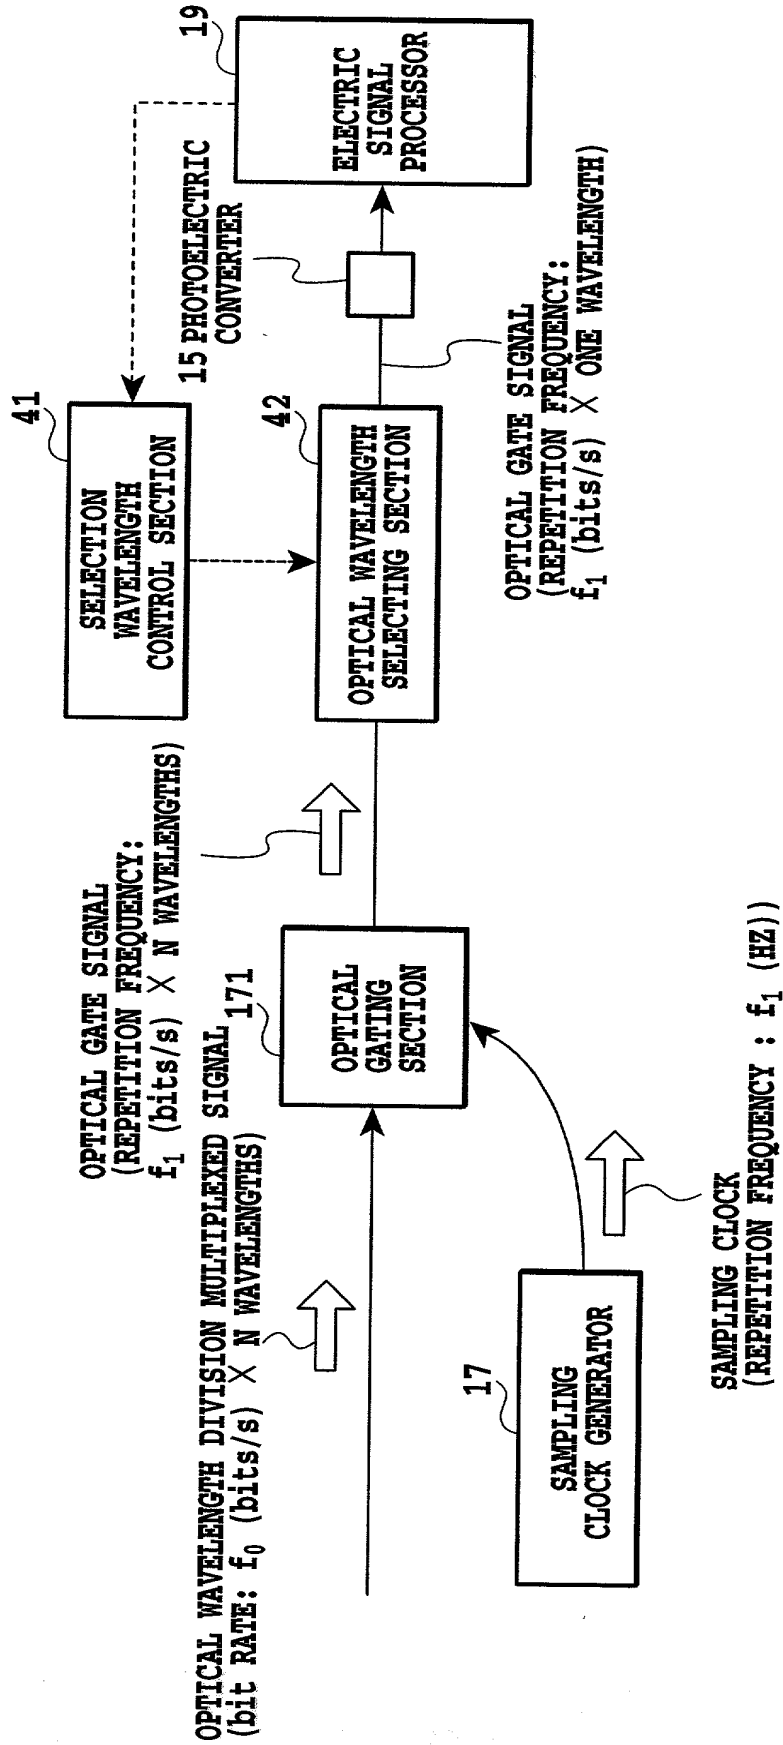 OPTICAL WAVELENGTH DIVISION MULTIPLEXED SIGNAL
(bit RATE: f₀ (bits/s) × N WAVELENGTHS)
OPTICAL GATE SIGNAL
(REPETITION FREQUENCY:
f₁ (bits/s) × N WAVELENGTHS)
171
OPTICAL
GATING
SECTION
17
SAMPLING
CLOCK GENERATOR
SAMPLING CLOCK
(REPETITION FREQUENCY : f₁ (HZ))
41
SELECTION
WAVELENGTH
CONTROL SECTION
42
OPTICAL WAVELENGTH
SELECTING SECTION
15 PHOTOELECTRIC
CONVERTER
OPTICAL GATE SIGNAL
(REPETITION FREQUENCY:
f₁ (bits/s) × ONE WAVELENGTH)
19
ELECTRIC
SIGNAL
PROCESSOR